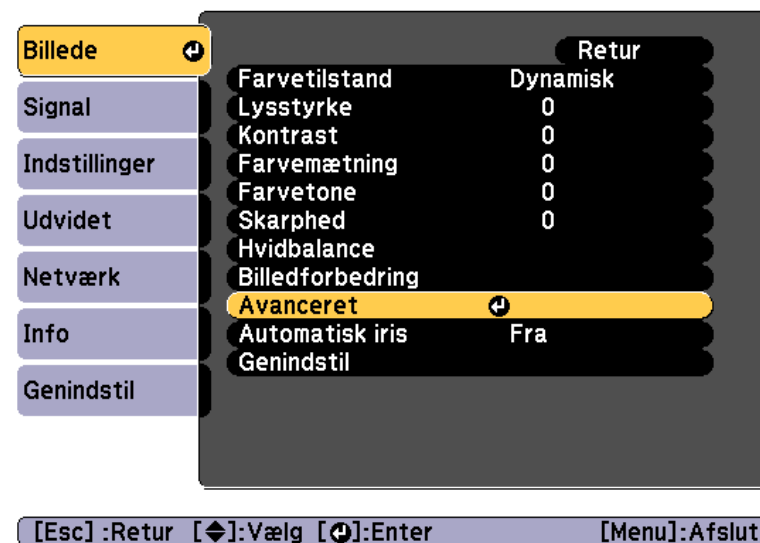 Billede
Signal
Indstillinger
Udvidet
Netværk
Info
Genindstil
Retur
Farvetilstand Dynamisk
Lysstyrke 0
Kontrast 0
Farvemætning 0
Farvetone 0
Skarphed 0
Hvidbalance
Billedforbedring
Avanceret
Automatisk iris Fra
Genindstil
[Esc] :Retur [◆]:Vælg [⏎]:Enter [Menu]:Afslut